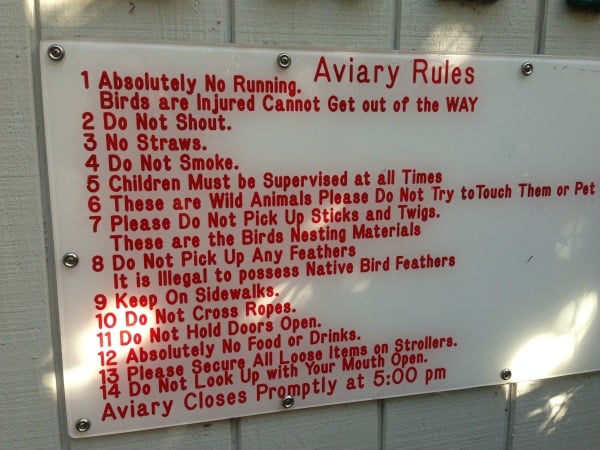 Aviary Rules
1 Absolutely No Running.
Birds are Injured Cannot Get out of the WAY
2 Do Not Shout.
3 No Straws.
4 Do Not Smoke.
5 Children Must be Supervised at all Times
6 These are Wild Animals Please Do Not Try toTouch Them or Pet
7 Please Do Not Pick Up Sticks and Twigs.
These are the Birds Nesting Materials
8 Do Not Pick Up Any Feathers
It is Illegal to possess Native Bird Feathers
9 Keep On Sidewalks.
10 Do Not Cross Ropes.
11 Do Not Hold Doors Open.
12 Absolutely No Food or Drinks.
13 Please Secure All Loose Items on Strollers.
14 Do Not Look Up with Your Mouth Open.
Aviary Closes Promptly at 5:00 pm